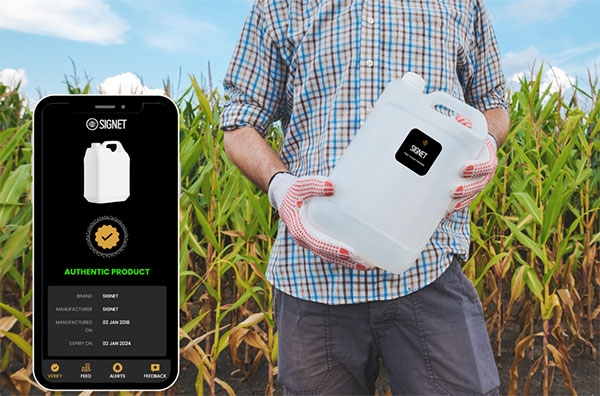 SIGNET
AUTHENTIC PRODUCT
BRAND SIGNET
MANUFACTURER SIGNET
MANUFACTURED ON 02 JAN 2018
EXPIRY ON 02 JAN 2024
VERIFY FEED ALERTS FEEDBACK
SIGNET